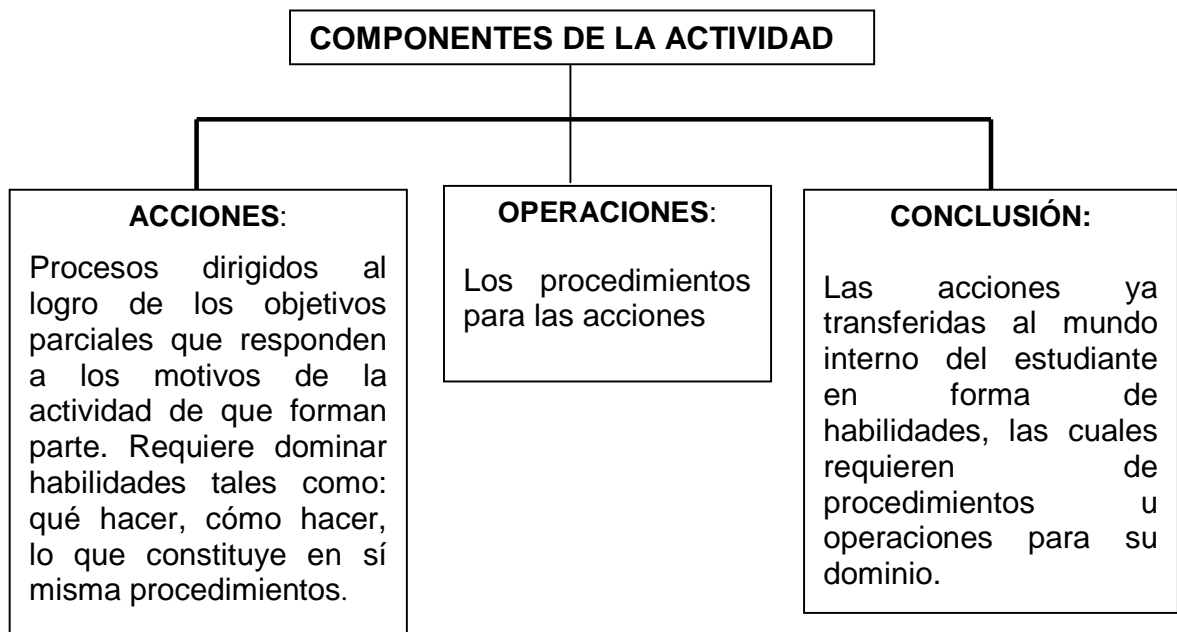 COMPONENTES DE LA ACTIVIDAD
ACCIONES:
Procesos dirigidos al
logro de los objetivos
parciales que responden
a los motivos de la
actividad de que forman
parte. Requiere dominar
habilidades tales como:
qué hacer, cómo hacer,
lo que constituye en sí
misma procedimientos.
OPERACIONES:
Los procedimientos
para las acciones
CONCLUSIÓN:
Las acciones ya
transferidas al mundo
interno del estudiante
en forma de
habilidades, las cuales
requieren de
procedimientos u
operaciones para su
dominio.